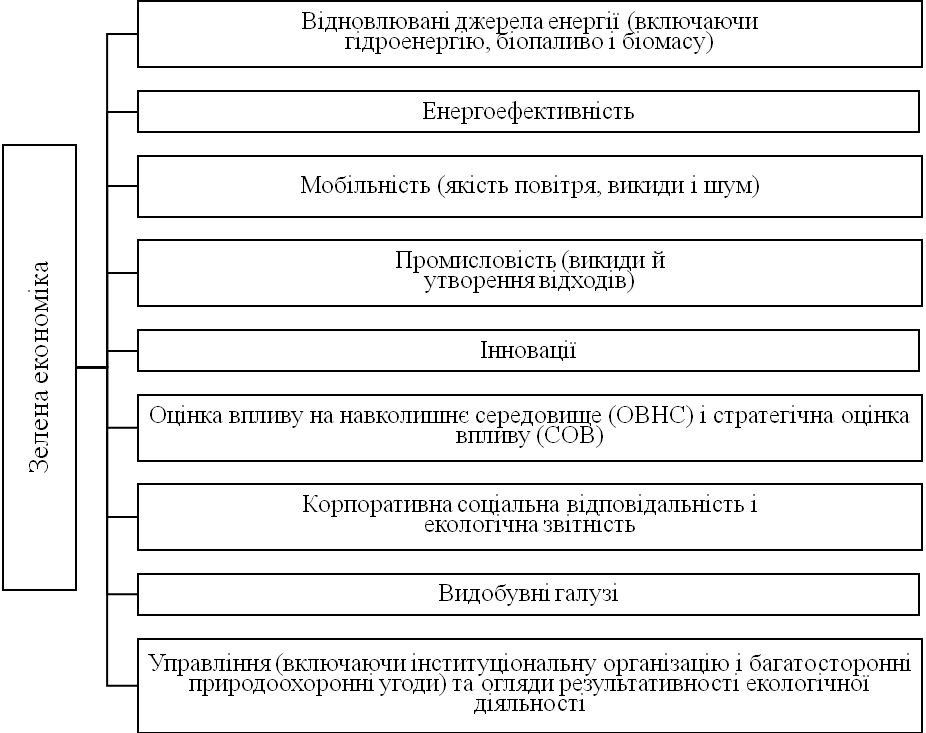 Зелена економіка
Відновлювані джерела енергії (включаючи
гідроенергію, біопаливо і біомасу)
Енергоефективність
Мобільність (якість повітря, викиди і шум)
Промисловість (викиди й
утворення відходів)
Інновації
Оцінка впливу на навколишнє середовище (ОВНС) і стратегічна оцінка
впливу (СОВ)
Корпоративна соціальна відповідальність і
екологічна звітність
Видобувні галузі
Управління (включаючи інституціональну організацію і багатосторонні
природоохоронні угоди) та огляди результативності екологічної
діяльності